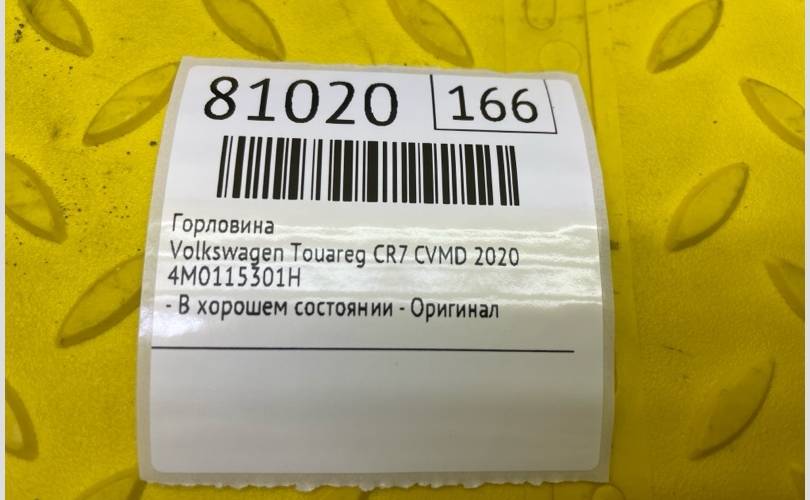 81020 166
Горловина
Volkswagen Touareg CR7 CVMD 2020
4M0115301H
- В хорошем состоянии - Оригинал